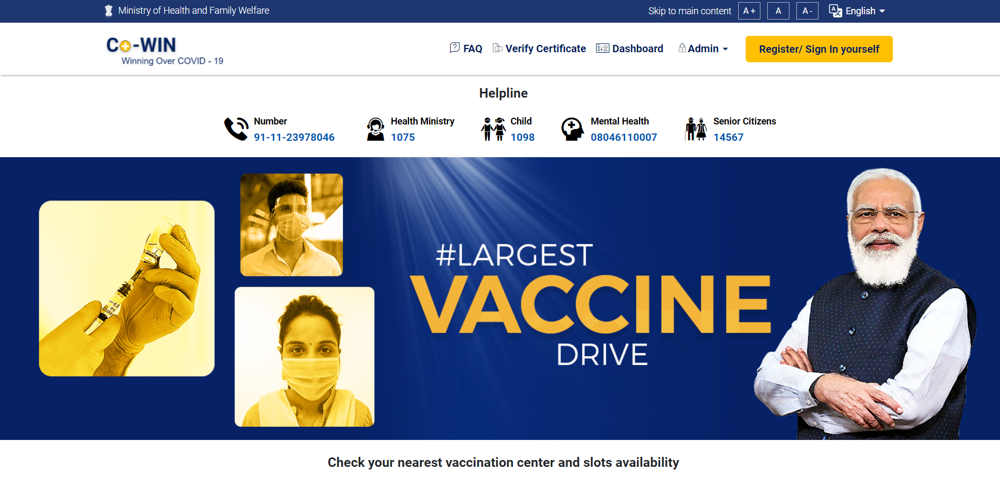 Ministry of Health and Family Welfare
Skip to main content A+ A A- English
Co-WIN
Winning Over COVID - 19
FAQ Verify Certificate Dashboard Admin Register/ Sign In yourself
Helpline
Number
91-11-23978046
Health Ministry
1075
Child
1098
Mental Health
08046110007
Senior Citizens
14567
#LARGEST
VACCINE
DRIVE
Check your nearest vaccination center and slots availability